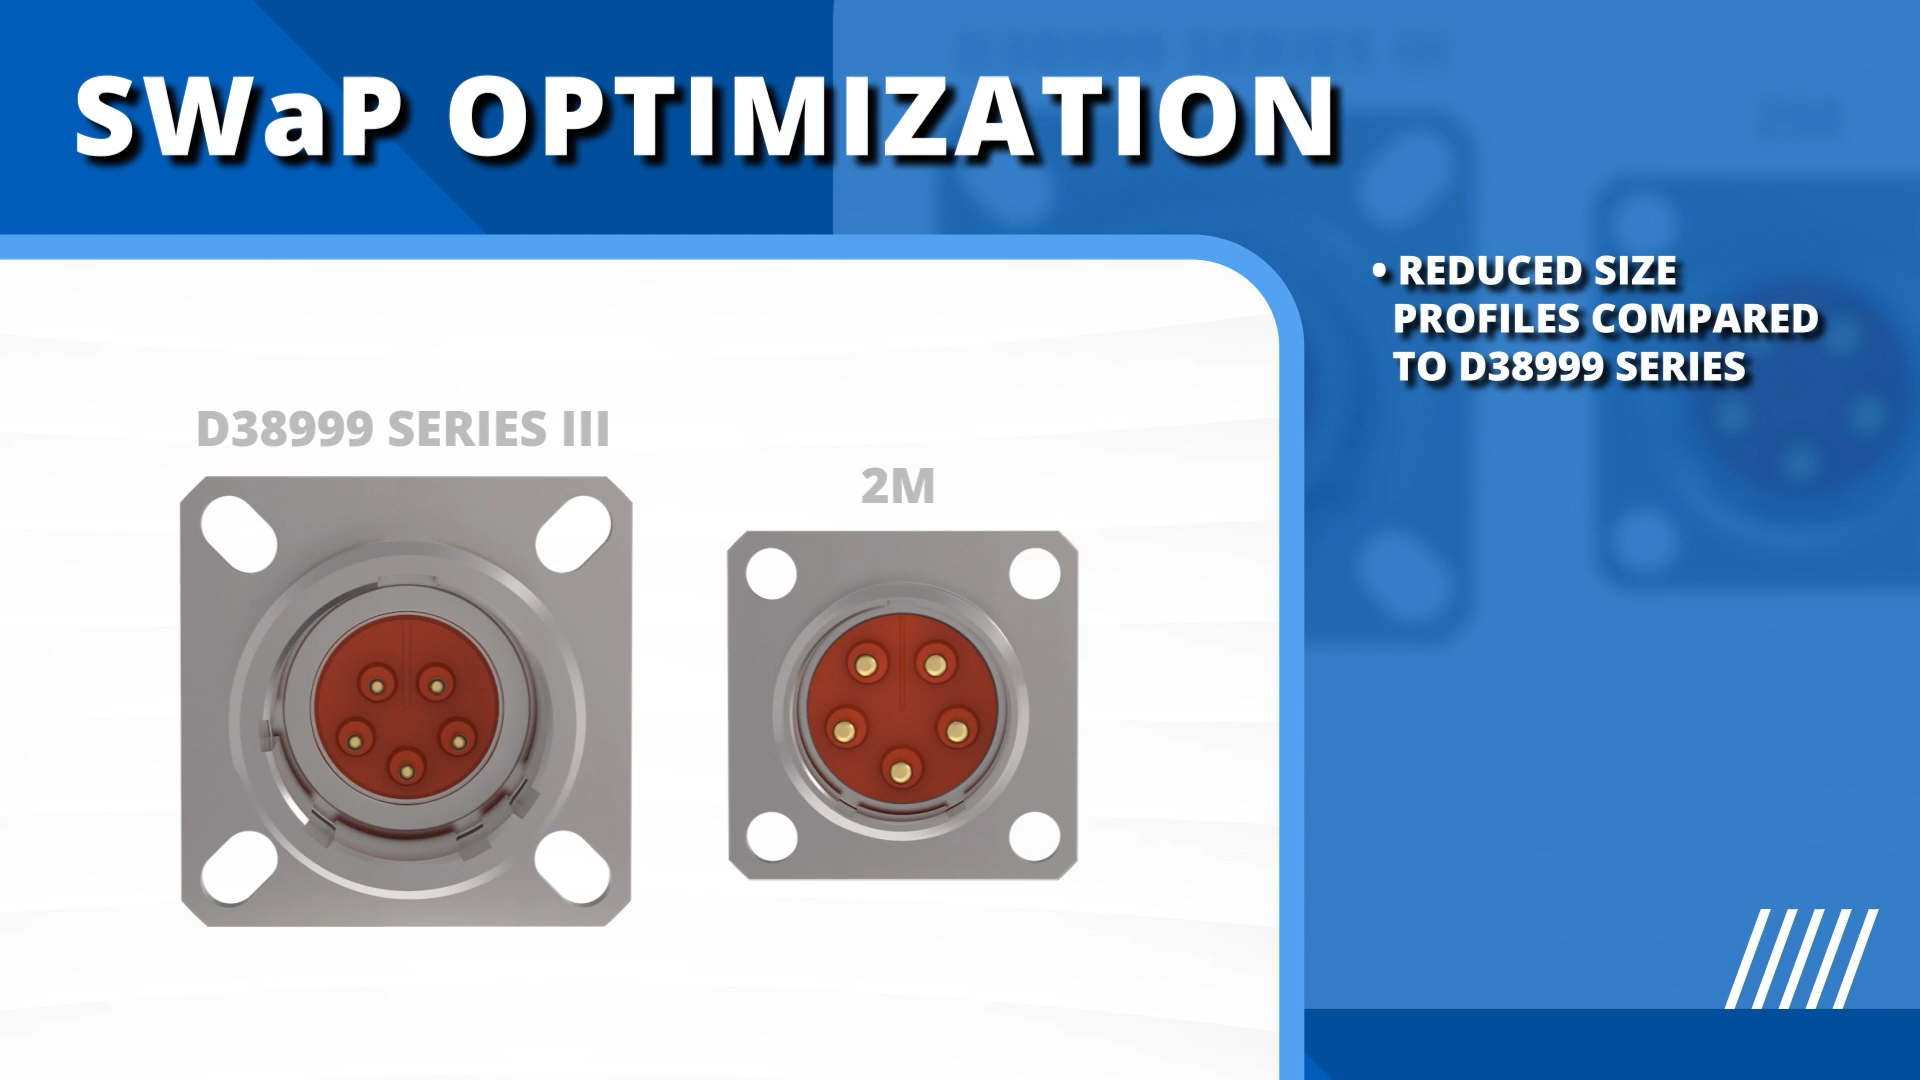 SWaP OPTIMIZATION
• REDUCED SIZE
PROFILES COMPARED
TO D38999 SERIES
D38999 SERIES III
2M